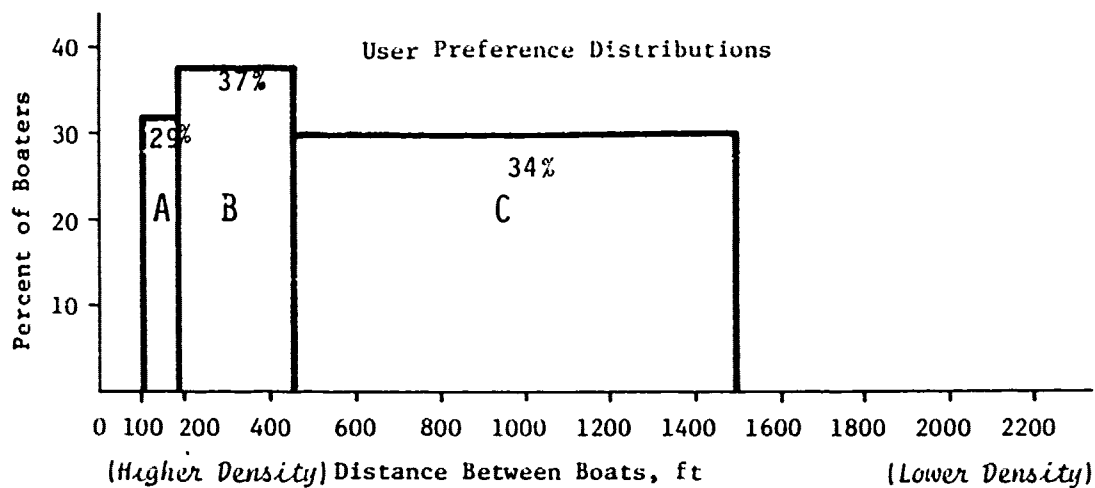 User Preference Distributions
Percent of Boaters
40
30
20
10
29%
37%
34%
A
B
C
0 100 200 400 600 800 1000 1200 1400 1600 1800 2000 2200
(Higher Density) Distance Between Boats, ft (Lower Density)